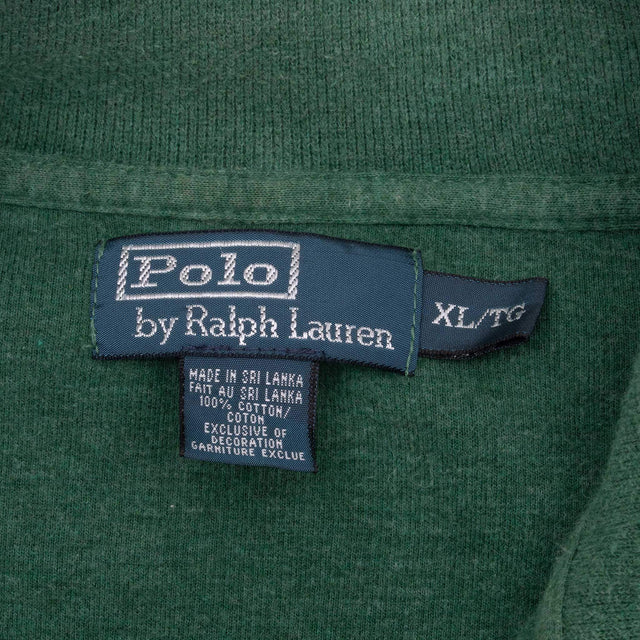 Polo
by Ralph Lauren
XL/TG
MADE IN SRI LANKA
FAIT AU SRI LANKA
100% COTTON/
COTON
EXCLUSIVE OF
DECORATION
GARNITURE EXCLUE